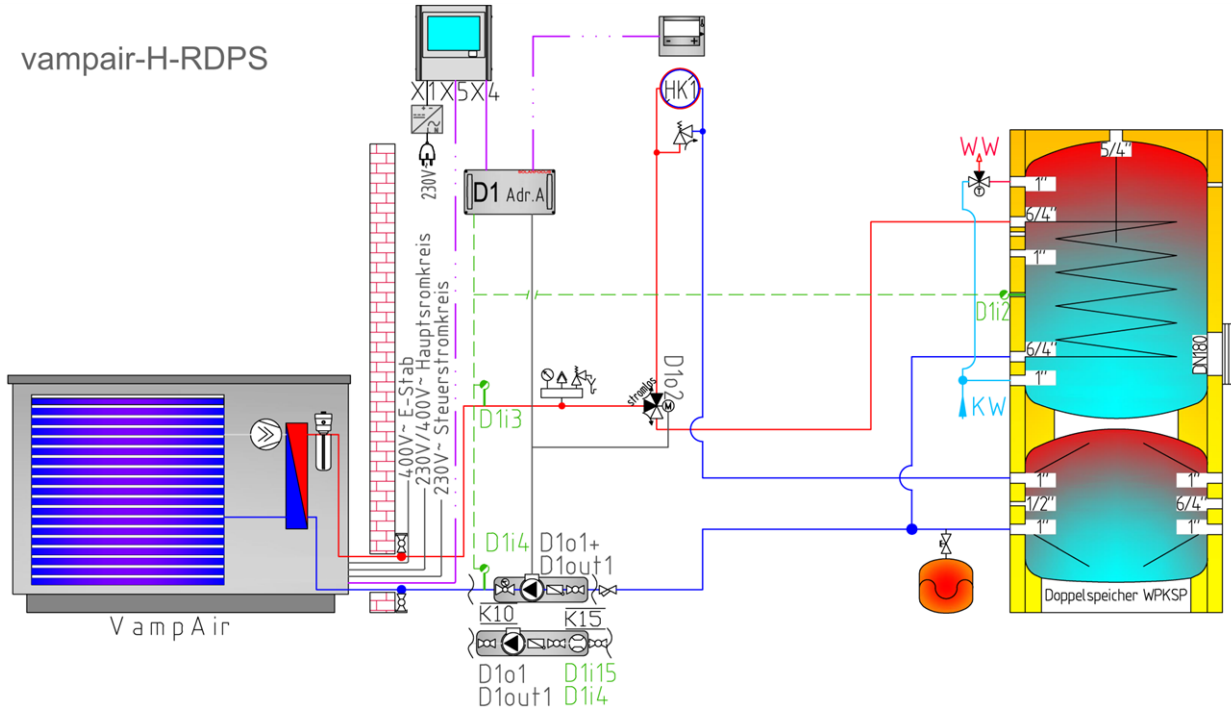 vampair-H-RDPS
X1X5X4
230V~
D1 Adr.A
HK1
WW
5/4"
1"
6/4"
1"
D1i2
6/4"
1"
DN180
KW
stromlos
D1o2
M
D1i3
400V~ E-Stab
230V/400V~ Hauptsromkreis
230V~ Steuerstromkreis
1"
1"
1/2"
6/4"
1"
1"
D1i4
D1o1+
D1out1
Doppelspeicher WPKSP
K10
K15
VampAir
D1o1
D1i15
D1out1
D1i4